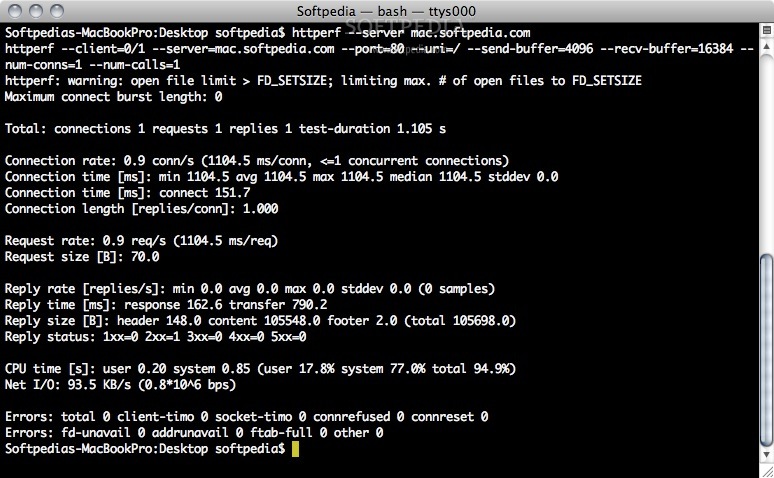 Softpedia — bash — ttys000
SOFTPEDIA
Softpedias-MacBookPro:Desktop softpedia$ httperf --server mac.softpedia.com
httperf --client=0/1 --server=mac.softpedia.com --port=80 --uri=/ --send-buffer=4096 --recv-buffer=16384 --
num-conns=1 --num-calls=1
httperf: warning: open file limit > FD_SETSIZE; limiting max. # of open files to FD_SETSIZE
Maximum connect burst length: 0
Total: connections 1 requests 1 replies 1 test-duration 1.105 s
Connection rate: 0.9 conn/s (1104.5 ms/conn, <=1 concurrent connections)
Connection time [ms]: min 1104.5 avg 1104.5 max 1104.5 median 1104.5 stddev 0.0
Connection time [ms]: connect 151.7
Connection length [replies/conn]: 1.000
Request rate: 0.9 req/s (1104.5 ms/req)
Request size [B]: 70.0
Reply rate [replies/s]: min 0.0 avg 0.0 max 0.0 stddev 0.0 (0 samples)
Reply time [ms]: response 162.6 transfer 790.2
Reply size [B]: header 148.0 content 105548.0 footer 2.0 (total 105698.0)
Reply status: 1xx=0 2xx=1 3xx=0 4xx=0 5xx=0
CPU time [s]: user 0.20 system 0.85 (user 17.8% system 77.0% total 94.9%)
Net I/O: 93.5 KB/s (0.8*10^6 bps)
Errors: total 0 client-timo 0 socket-timo 0 connrefused 0 connreset 0
Errors: fd-unavail 0 addrunavail 0 ftab-full 0 other 0
Softpedias-MacBookPro:Desktop softpedia$